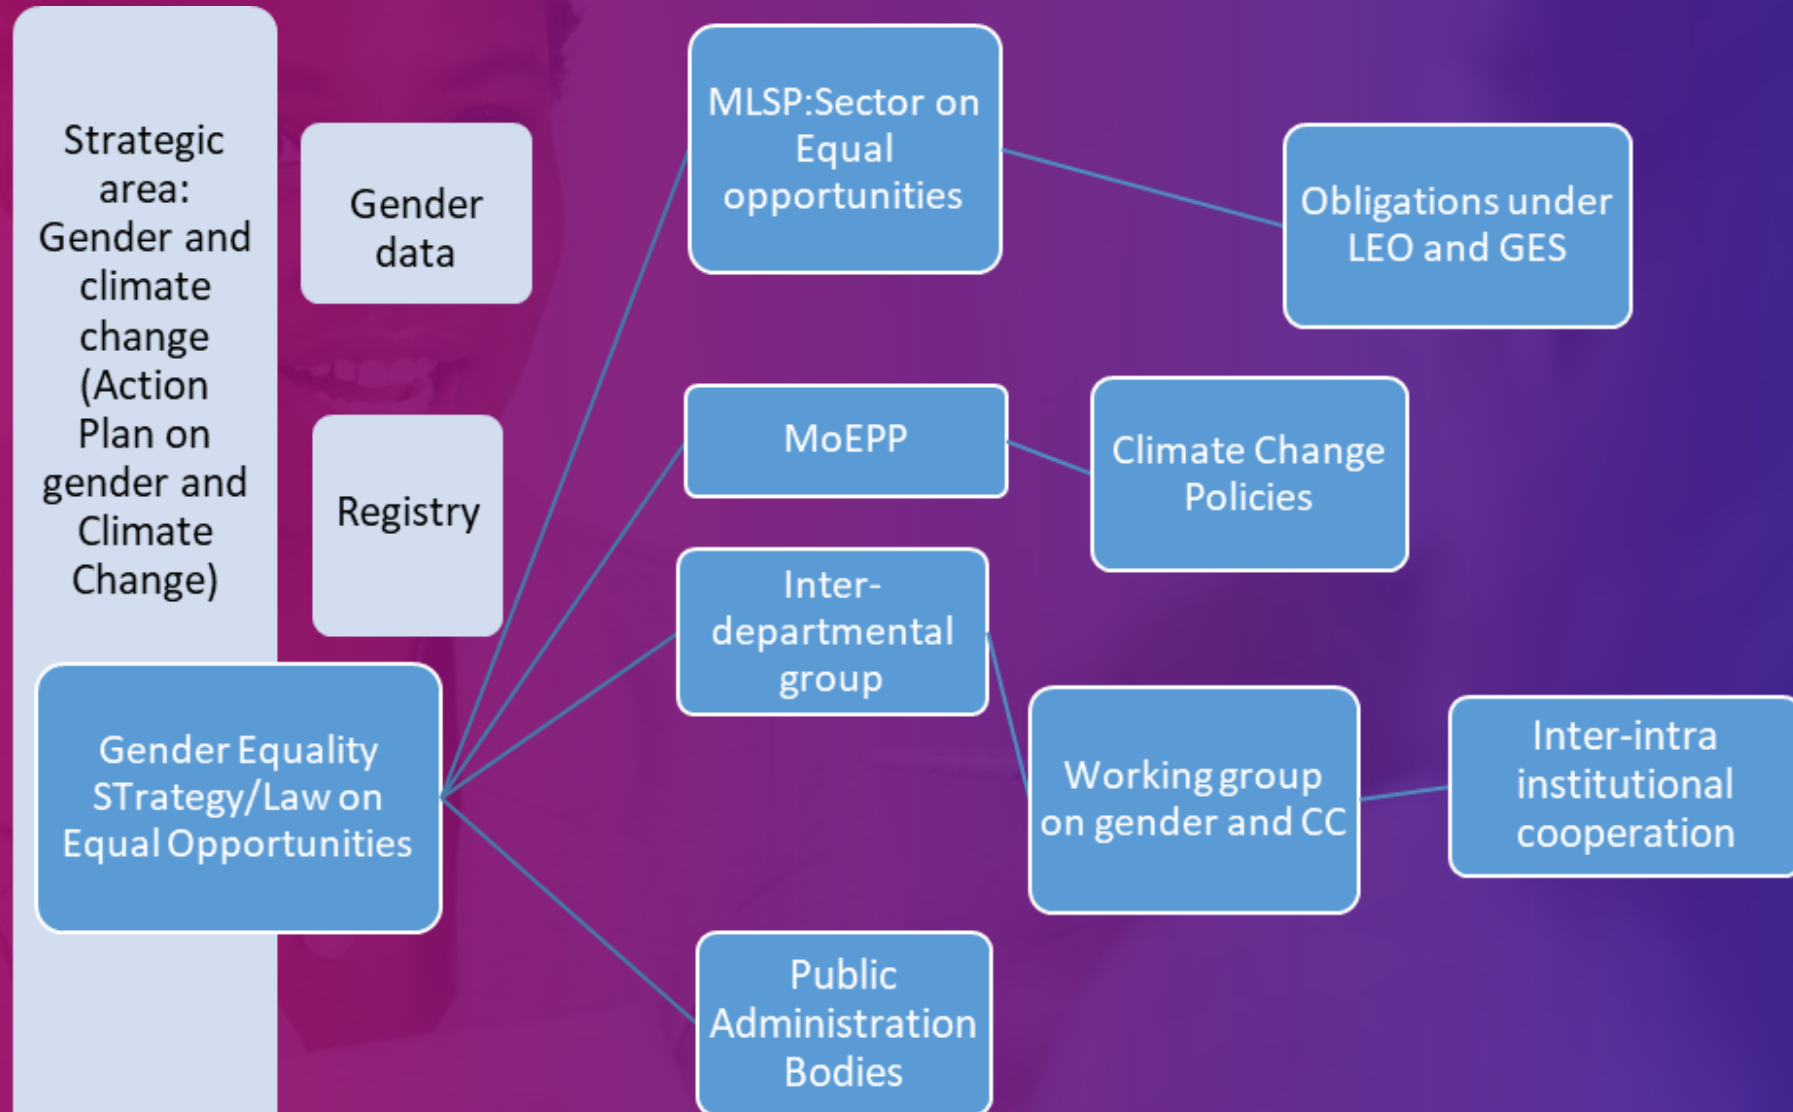 Strategic
area:
Gender and
climate
change
(Action
Plan on
gender and
Climate
Change)
Gender
data
Registry
Gender Equality
STrategy/Law on
Equal Opportunities
MLSP:Sector on
Equal
opportunities
Obligations under
LEO and GES
MoEPP
Climate Change
Policies
Inter-
departmental
group
Working group
on gender and CC
Inter-intra
institutional
cooperation
Public
Administration
Bodies